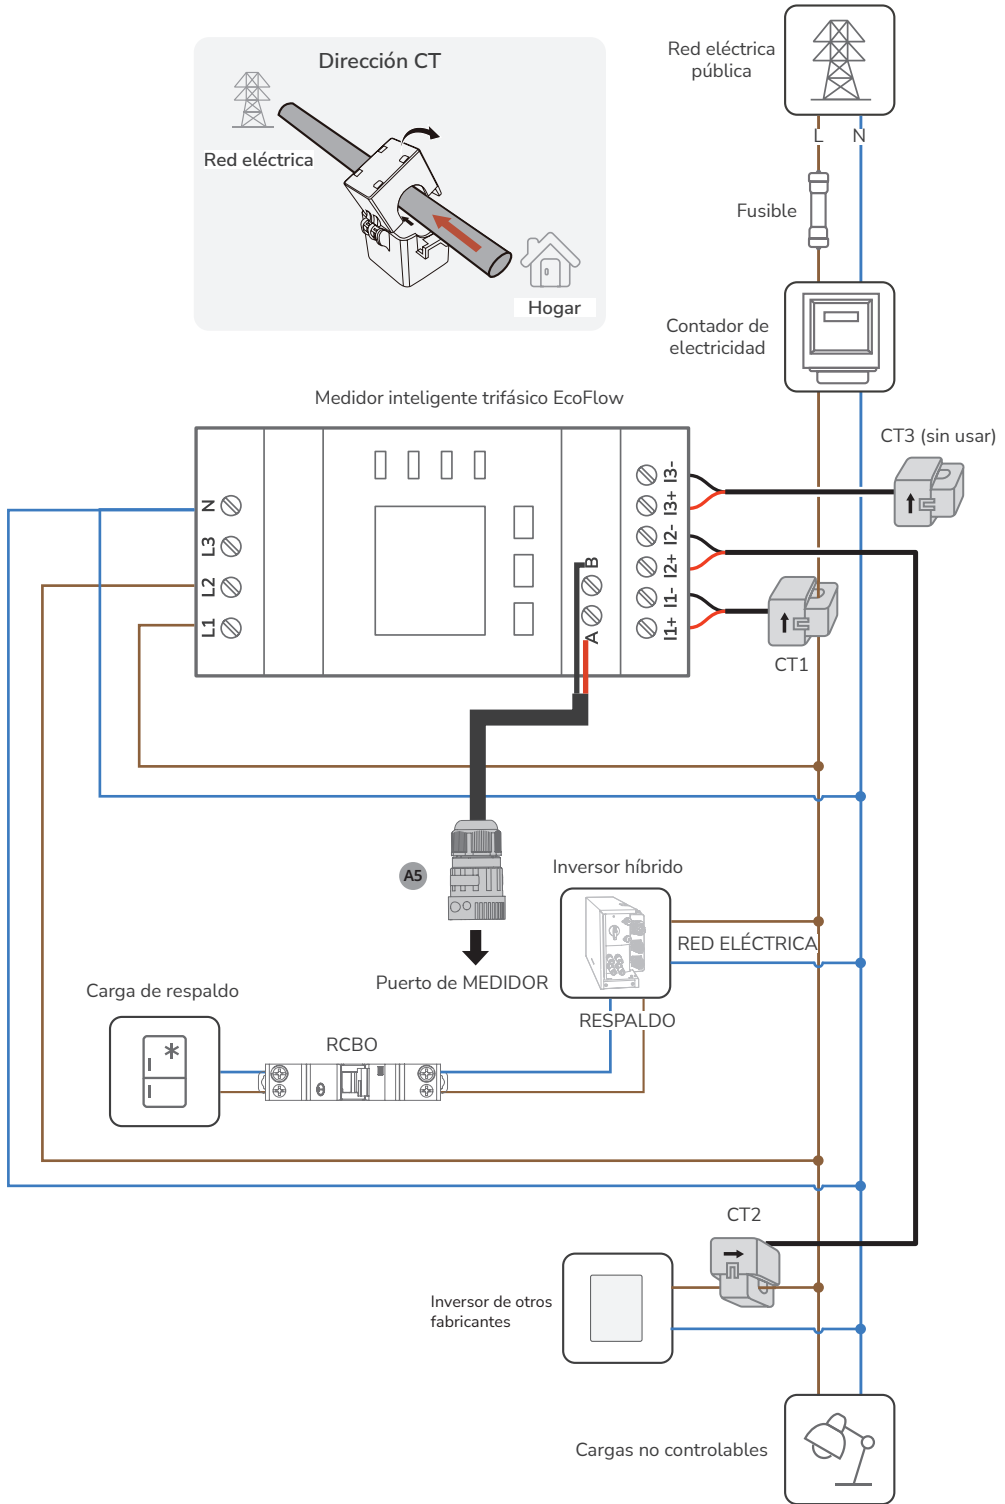 Dirección CT
Red eléctrica
Hogar
Red eléctrica
pública
L
N
Fusible
Contador de
electricidad
Medidor inteligente trifásico EcoFlow
CT3 (sin usar)
N
L3
L2
L1
B
A
I3-
I3+
I2-
I2+
I1-
I1+
CT1
A5
Puerto de MEDIDOR
Inversor híbrido
RED ELÉCTRICA
RESPALDO
Carga de respaldo
RCBO
CT2
Inversor de otros
fabricantes
Cargas no controlables